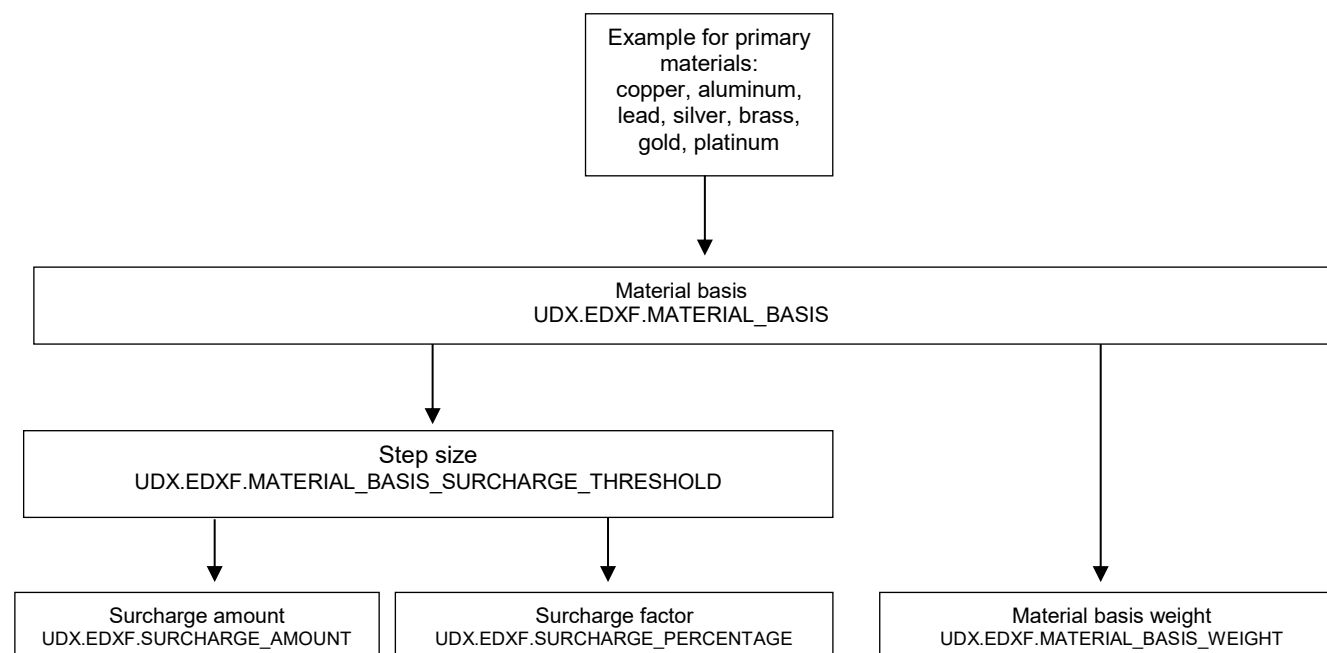 Example for primary
materials:
copper, aluminum,
lead, silver, brass,
gold, platinum
Material basis
UDX.EDXF.MATERIAL_BASIS
Step size
UDX.EDXF.MATERIAL_BASIS_SURCHARGE_THRESHOLD
Surcharge amount
UDX.EDXF.SURCHARGE_AMOUNT
Surcharge factor
UDX.EDXF.SURCHARGE_PERCENTAGE
Material basis weight
UDX.EDXF.MATERIAL_BASIS_WEIGHT